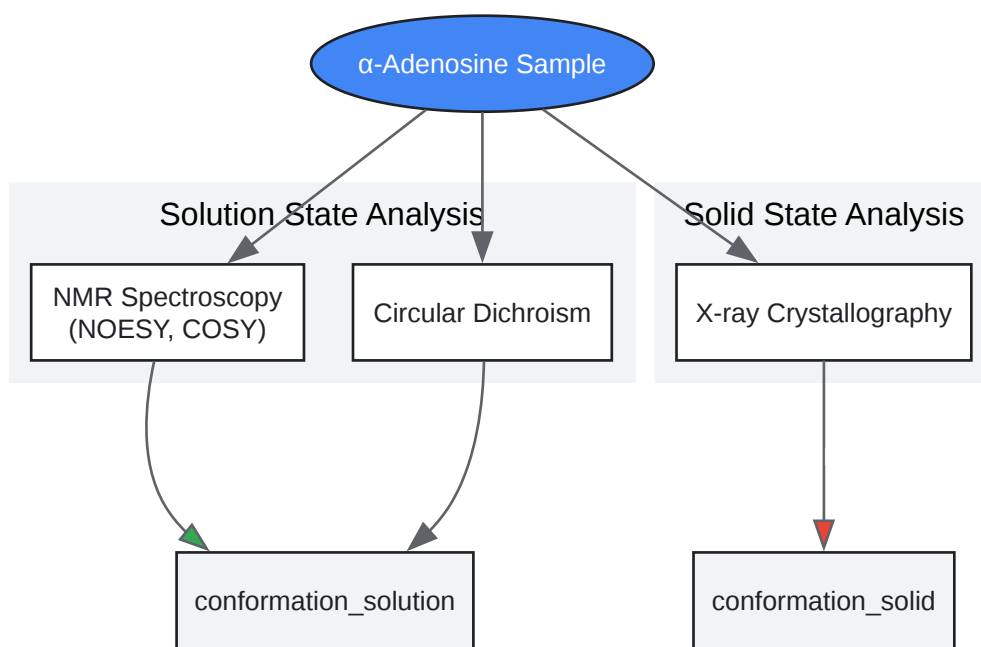 α-Adenosine Sample
Solution State Analysis
Solid State Analysis
NMR Spectroscopy
(NOESY, COSY)
Circular Dichroism
X-ray Crystallography
conformation_solution
conformation_solid